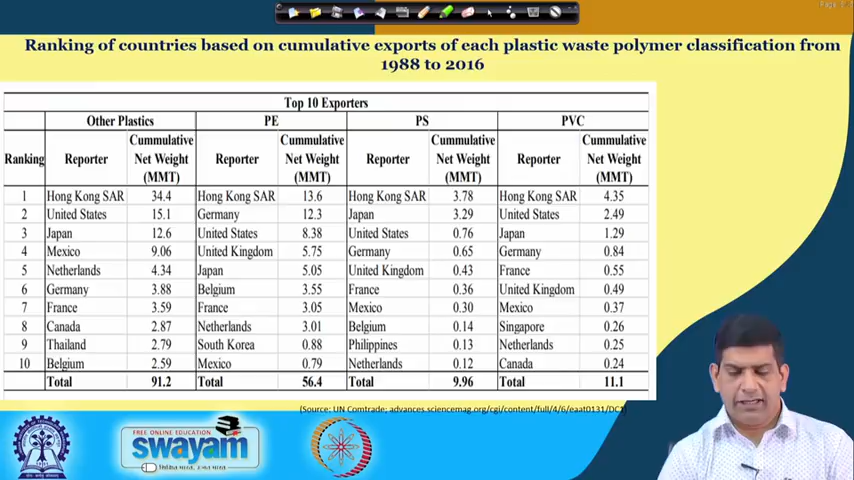 Ranking of countries based on cumulative exports of each plastic waste polymer classification from
1988 to 2016
Top 10 Exporters
Other Plastics PE PS PVC
Ranking Reporter Cummulative Net Weight (MMT) Reporter Cummulative Net Weight (MMT) Reporter Cummulative Net Weight (MMT) Reporter Cummulative Net Weight (MMT)
1 Hong Kong SAR 34.4 Hong Kong SAR 13.6 Hong Kong SAR 3.78 Hong Kong SAR 4.35
2 United States 15.1 Germany 12.3 Japan 3.29 United States 2.49
3 Japan 12.6 United States 8.38 United States 0.76 Japan 1.29
4 Mexico 9.06 United Kingdom 5.75 Germany 0.65 Germany 0.84
5 Netherlands 4.34 Japan 5.05 United Kingdom 0.43 France 0.55
6 Germany 3.88 Belgium 3.55 France 0.36 United Kingdom 0.49
7 France 3.59 France 3.05 Mexico 0.30 Mexico 0.37
8 Canada 2.87 Netherlands 3.01 Belgium 0.14 Singapore 0.26
9 Thailand 2.79 South Korea 0.88 Philippines 0.13 Netherlands 0.25
10 Belgium 2.59 Mexico 0.79 Netherlands 0.12 Canada 0.24
Total 91.2 Total 56.4 Total 9.96 Total 11.1
(Source: UN Comtrade; advances.sciencemag.org/cgi/content/full/4/6/eaat0131/DC1)
FREE ONLINE EDUCATION
swayam